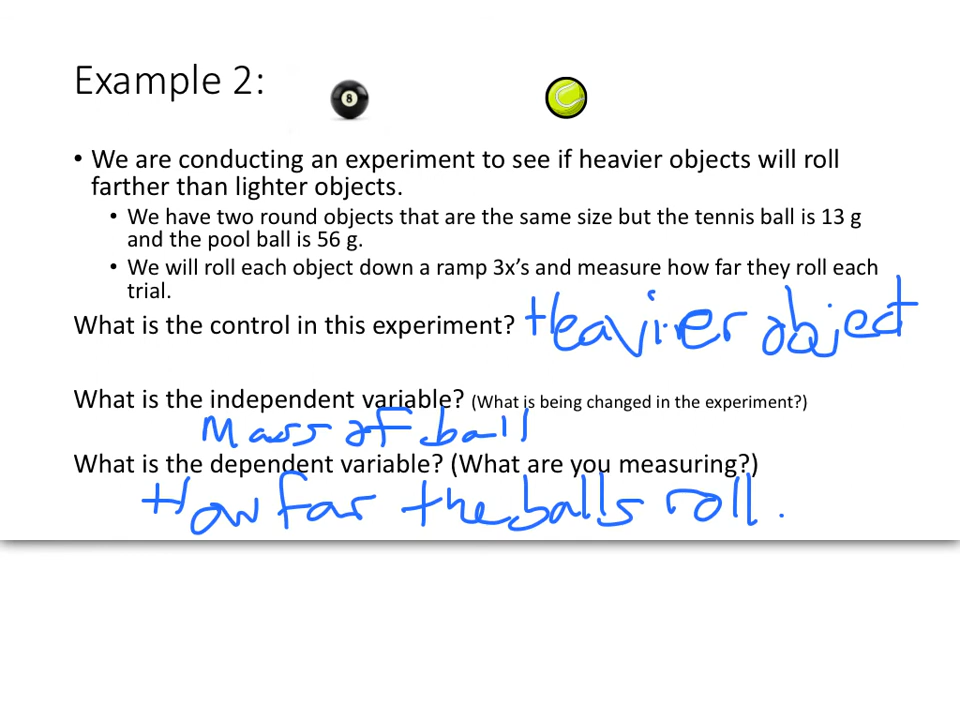 Example 2:
8
• We are conducting an experiment to see if heavier objects will roll
farther than lighter objects.
• We have two round objects that are the same size but the tennis ball is 13 g
and the pool ball is 56 g.
• We will roll each object down a ramp 3x’s and measure how far they roll each
trial.
What is the control in this experiment? Heavier object
What is the independent variable? (What is being changed in the experiment?)
Mass of ball
What is the dependent variable? (What are you measuring?)
How far the balls roll.